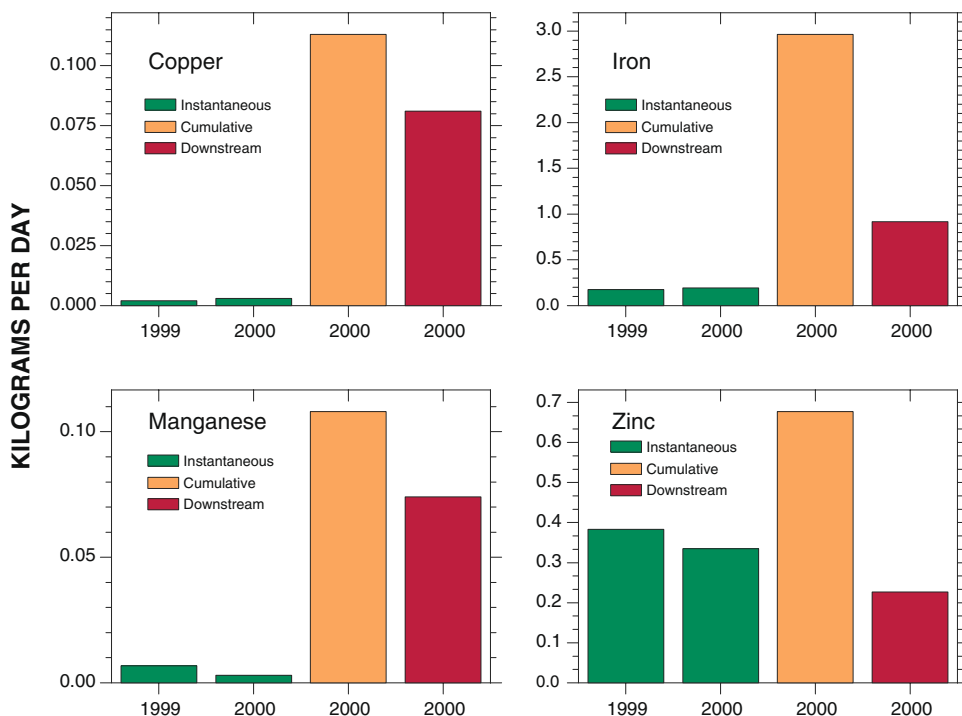 KILOGRAMS PER DAY
Copper
Instantaneous
Cumulative
Downstream
0.100
0.075
0.050
0.025
0.000
1999 2000 2000 2000
Iron
Instantaneous
Cumulative
Downstream
3.0
2.5
2.0
1.5
1.0
0.5
0.0
1999 2000 2000 2000
Manganese
Instantaneous
Cumulative
Downstream
0.10
0.05
0.00
1999 2000 2000 2000
Zinc
Instantaneous
Cumulative
Downstream
0.7
0.6
0.5
0.4
0.3
0.2
0.1
0.0
1999 2000 2000 2000